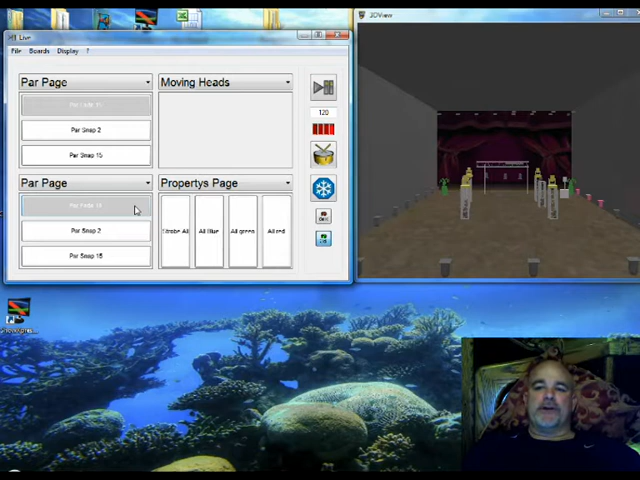 Live
3DView
File Boards Display ?
Par Page
Moving Heads
Par Snap 2
Par Snap 15
120
Par Page
Propertys Page
Par Snap 2
Par Snap 15
Strobe All
All Blue
All green
All red